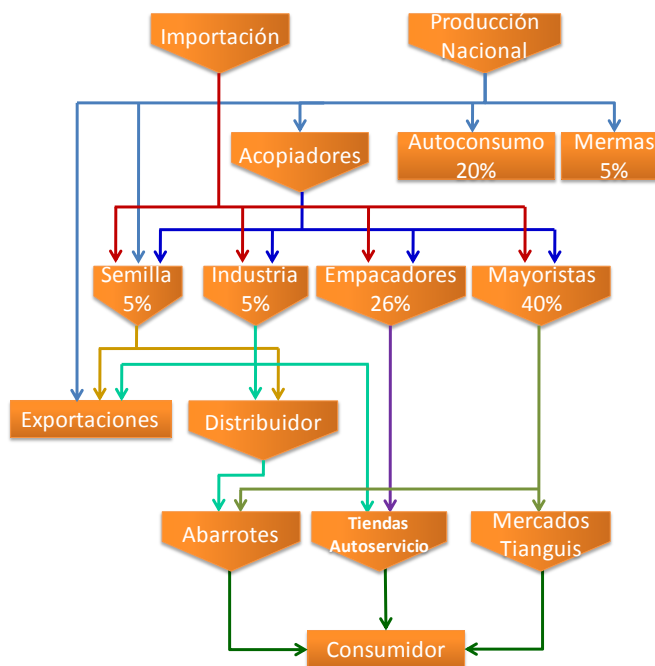 Importación
Producción
Nacional
Acopiadores
Autoconsumo
20%
Mermas
5%
Semilla
5%
Industria
5%
Empacadores
26%
Mayoristas
40%
Exportaciones
Distribuidor
Abarrotes
Tiendas
Autoservicio
Mercados
Tianguis
Consumidor